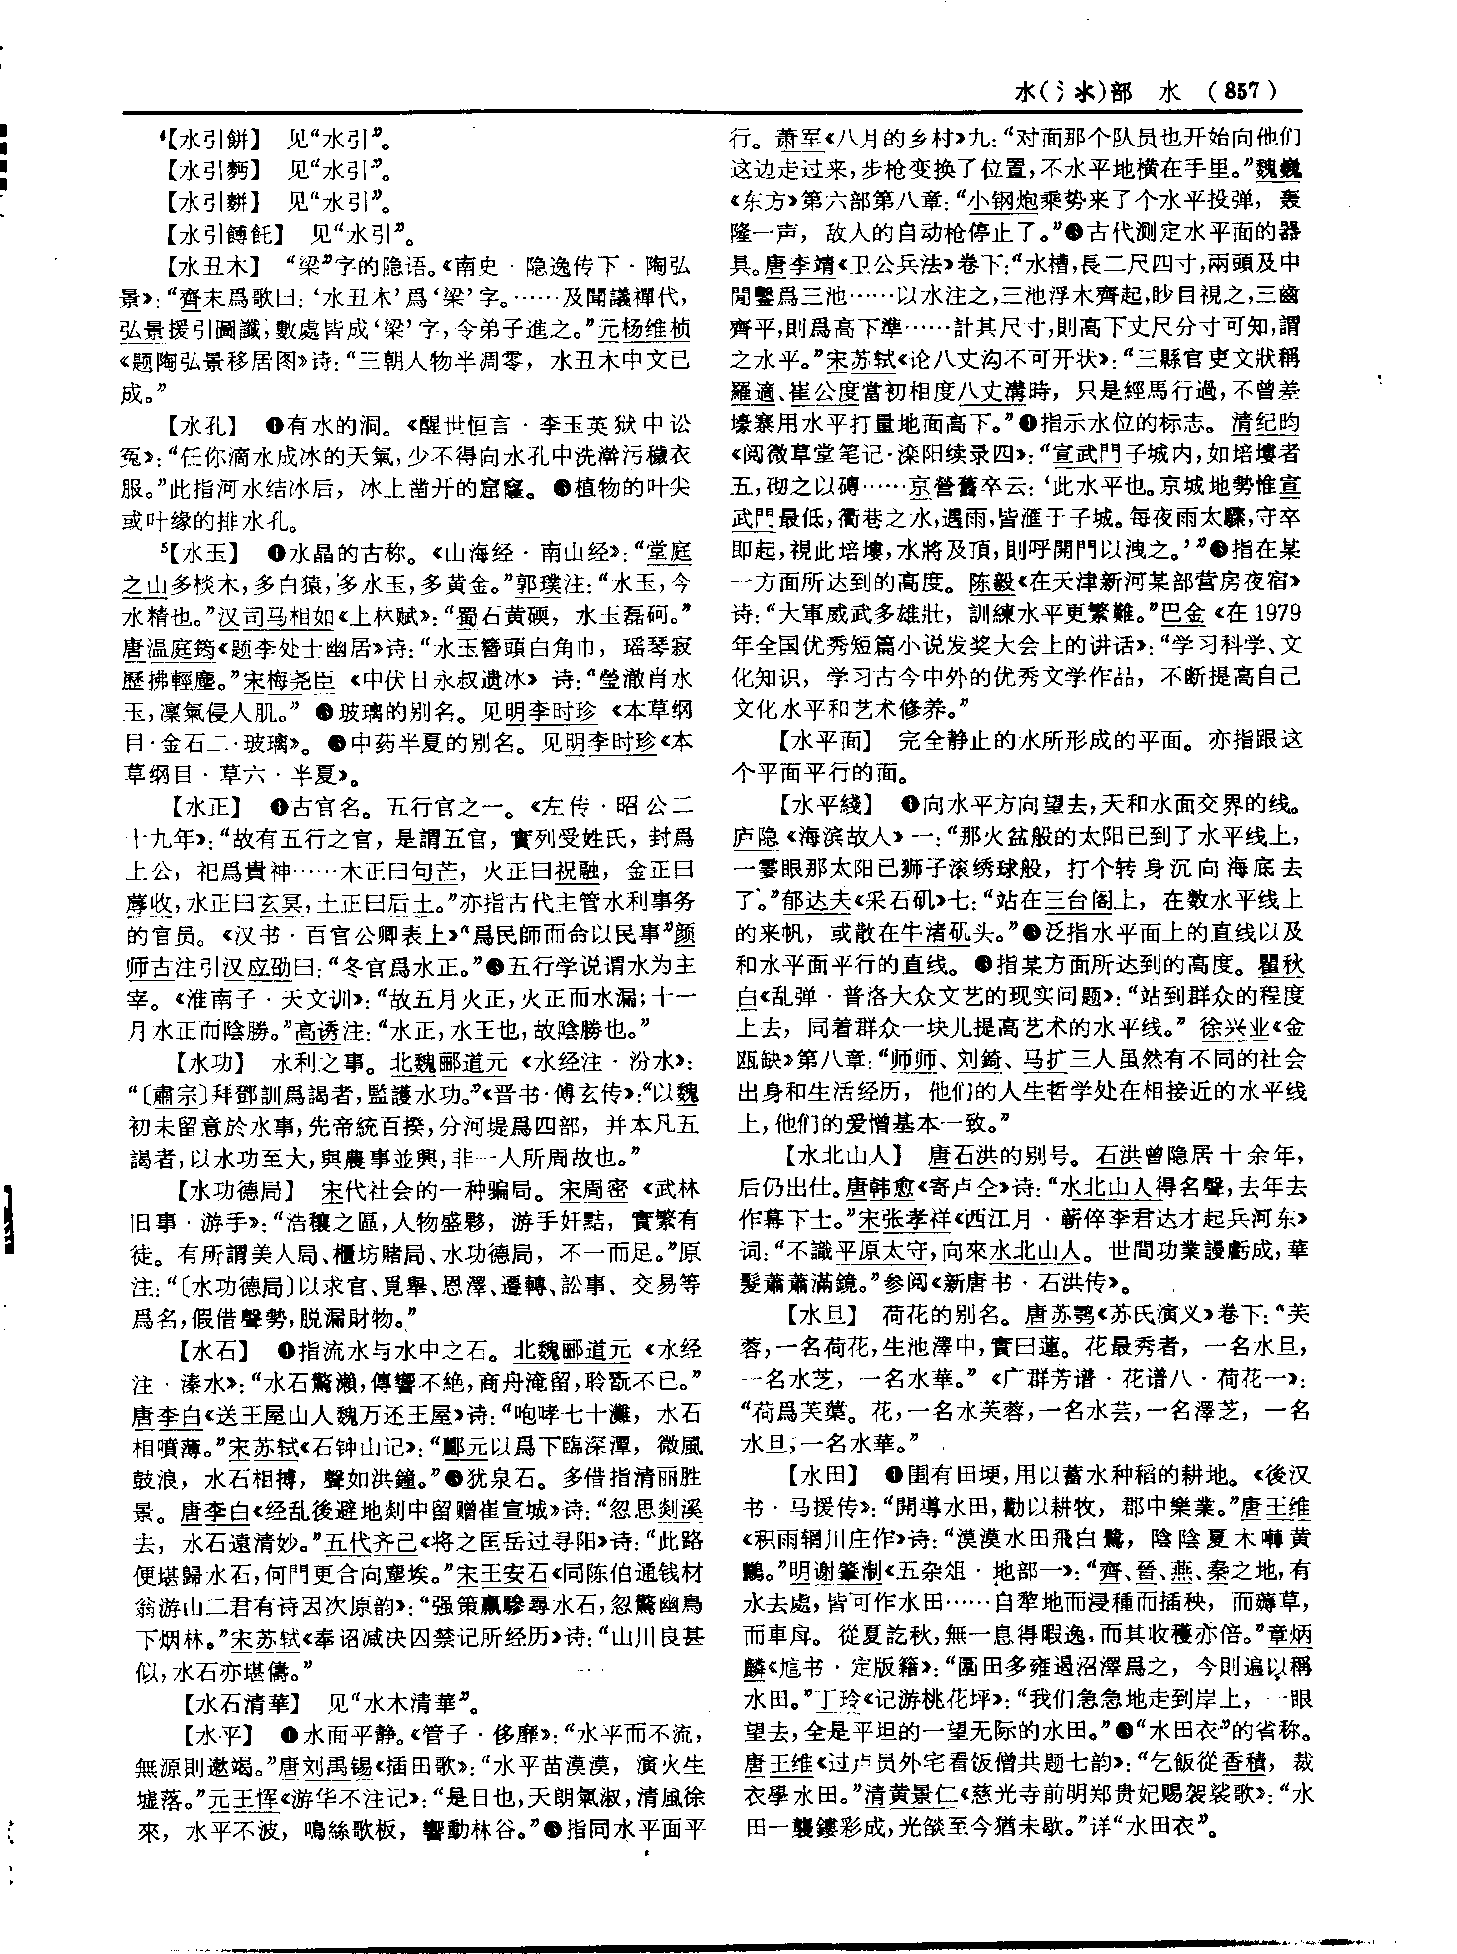 水(氵氺)部　水　(857)
⁴【水引餅】　见“水引”。
【水引麪】　见“水引”。
【水引麫】　见“水引”。
【水引餺飥】　见“水引”。
【水丑木】　“梁”字的隐语。《南史·隐逸传下·陶弘
景》：“齊末爲歌曰：‘水丑木’爲‘梁’字。……及聞議禪代，
弘景援引圖讖，數處皆成‘梁’字，令弟子進之。”元杨维桢
《题陶弘景移居图》诗：“三朝人物半凋零，水丑木中文已
成。”
【水孔】　❶有水的洞。《醒世恒言·李玉英狱中讼
冤》：“任你滴水成冰的天氣，少不得向水孔中洗澣污穢衣
服。”此指河水结冰后，冰上凿开的窟窿。❷植物的叶尖
或叶缘的排水孔。
⁵【水玉】　❶水晶的古称。《山海经·南山经》：“堂庭
之山多棪木，多白猿，多水玉，多黄金。”郭璞注：“水玉，今
水精也。”汉司马相如《上林赋》：“蜀石黄碝，水玉磊砢。”
唐温庭筠《题李处士幽居》诗：“水玉簪頭白角巾，瑶琴寂
歷拂輕塵。”宋梅尧臣《中伏日永叔遗冰》诗：“瑩澈肖水
玉，凜氣侵人肌。”❷玻璃的别名。见明李时珍《本草纲
目·金石二·玻璃》。❸中药半夏的别名。见明李时珍《本
草纲目·草六·半夏》。
【水正】　❶古官名。五行官之一。《左传·昭公二
十九年》：“故有五行之官，是謂五官，實列受姓氏，封爲
上公，祀爲貴神……木正曰句芒，火正曰祝融，金正曰
蓐收，水正曰玄冥，土正曰后土。”亦指古代主管水利事务
的官员。《汉书·百官公卿表上》“爲民師而命以民事”颜
师古注引汉应劭曰：“冬官爲水正。”❷五行学说谓水为主
宰。《淮南子·天文训》：“故五月火正，火正而水漏；十一
月水正而陰勝。”高诱注：“水正，水王也，故陰勝也。”
【水功】　水利之事。北魏郦道元《水经注·汾水》：
“〔肅宗〕拜鄧訓爲謁者，監護水功。”《晋书·傅玄传》：“以魏
初未留意於水事，先帝統百揆，分河堤爲四部，并本凡五
謁者，以水功至大，與農事並興，非一人所周故也。”
【水功德局】　宋代社会的一种骗局。宋周密《武林
旧事·游手》：“浩穰之區，人物盛夥，游手奸黠，實繁有
徒。有所謂美人局、櫃坊賭局、水功德局，不一而足。”原
注：“〔水功德局〕以求官、覓舉、恩澤、遷轉、訟事、交易等
爲名，假借聲勢，脱漏財物。”
【水石】　❶指流水与水中之石。北魏郦道元《水经
注·溱水》：“水石驚瀨，傳響不絶，商舟淹留，聆翫不已。”
唐李白《送王屋山人魏万还王屋》诗：“咆哮七十灘，水石
相噴薄。”宋苏轼《石钟山记》：“酈元以爲下臨深潭，微風
鼓浪，水石相搏，聲如洪鐘。”❷犹泉石。多借指清丽胜
景。唐李白《经乱後避地剡中留赠崔宣城》诗：“忽思剡溪
去，水石遠清妙。”五代齐己《将之匡岳过寻阳》诗：“此路
便堪歸水石，何門更合向塵埃。”宋王安石《同陈伯通钱材
翁游山二君有诗因次原韵》：“强策羸驂尋水石，忽驚幽鳥
下烟林。”宋苏轼《奉诏减决囚禁记所经历》诗：“山川良甚
似，水石亦堪儔。”
【水石清華】　见“水木清華”。
【水平】　❶水面平静。《管子·侈靡》：“水平而不流，
無源則遬竭。”唐刘禹锡《插田歌》：“水平苗漠漠，演火生
墟落。”元王恽《游华不注记》：“是日也，天朗氣淑，清風徐
來，水平不波，鳴絲歌板，響動林谷。”❷指同水平面平
行。萧军《八月的乡村》九：“对面那个队员也开始向他们
这边走过来，步枪变换了位置，不水平地横在手里。”魏巍
《东方》第六部第八章：“小钢炮乘势来了个水平投弹，轰
隆一声，敌人的自动枪停止了。”❸古代测定水平面的器
具。唐李靖《卫公兵法》卷下：“水槽，長二尺四寸，兩頭及中
間鑿爲三池……以水注之，三池浮木齊起，眇目視之，三齒
齊平，則爲高下準……計其尺寸，則高下丈尺分寸可知，謂
之水平。”宋苏轼《论八丈沟不可开状》：“三縣官吏文狀稱
羅適、崔公度當初相度八丈溝時，只是經馬行過，不曾差
壕寨用水平打量地面高下。”❹指示水位的标志。清纪昀
《阅微草堂笔记·滦阳续录四》：“宣武門子城内，如培塿者
五，砌之以磚……京營舊卒云：‘此水平也。京城地勢惟宣
武門最低，衢巷之水，遇雨，皆滙于子城。每夜雨太驟，守卒
即起，視此培塿，水將及頂，則呼開門以洩之。’”❺指在某
一方面所达到的高度。陈毅《在天津新河某部营房夜宿》
诗：“大軍威武多雄壯，訓練水平更繁難。”巴金《在1979
年全国优秀短篇小说发奖大会上的讲话》：“学习科学、文
化知识，学习古今中外的优秀文学作品，不断提高自己
文化水平和艺术修养。”
【水平面】　完全静止的水所形成的平面。亦指跟这
个平面平行的面。
【水平綫】　❶向水平方向望去，天和水面交界的线。
庐隐《海滨故人》一：“那火盆般的太阳已到了水平线上，
一霎眼那太阳已狮子滚绣球般，打个转身沉向海底去
了。”郁达夫《采石矶》七：“站在三台阁上，在数水平线上
的来帆，或散在牛渚矶头。”❷泛指水平面上的直线以及
和水平面平行的直线。❸指某方面所达到的高度。瞿秋
白《乱弹·普洛大众文艺的现实问题》：“站到群众的程度
上去，同着群众一块儿提高艺术的水平线。”徐兴业《金
瓯缺》第八章：“师师、刘錡、马扩三人虽然有不同的社会
出身和生活经历，他们的人生哲学处在相接近的水平线
上，他们的爱憎基本一致。”
【水北山人】　唐石洪的别号。石洪曾隐居十余年，
后仍出仕。唐韩愈《寄卢仝》诗：“水北山人得名聲，去年去
作幕下士。”宋张孝祥《西江月·蕲倅李君达才起兵河东》
词：“不識平原太守，向來水北山人。世間功業謾虧成，華
髮蕭蕭滿鏡。”参阅《新唐书·石洪传》。
【水旦】　荷花的别名。唐苏鹗《苏氏演义》卷下：“芙
蓉，一名荷花，生池澤中，實曰蓮。花最秀者，一名水旦，
一名水芝，一名水華。”《广群芳谱·花谱八·荷花一》：
“荷爲芙蕖。花，一名水芙蓉，一名水芸，一名澤芝，一名
水旦，一名水華。”
【水田】　❶围有田埂，用以蓄水种稻的耕地。《後汉
书·马援传》：“開導水田，勸以耕牧，郡中樂業。”唐王维
《积雨辋川庄作》诗：“漠漠水田飛白鷺，陰陰夏木囀黄
鸝。”明谢肇淛《五杂俎·地部一》：“齊、晉、燕、秦之地，有
水去處，皆可作水田……自犂地而浸種而插秧，而薅草，
而車戽。從夏訖秋，無一息得暇逸，而其收穫亦倍。”章炳
麟《訄书·定版籍》：“圖田多雍遏沼澤爲之，今則遍以稱
水田。”丁玲《记游桃花坪》：“我们急急地走到岸上，一眼
望去，全是平坦的一望无际的水田。”❷“水田衣”的省称。
唐王维《过卢员外宅看饭僧共题七韵》：“乞飯從香積，裁
衣學水田。”清黄景仁《慈光寺前明郑贵妃赐袈裟歌》：“水
田一襲鏤彩成，光燄至今猶未歇。”详“水田衣”。